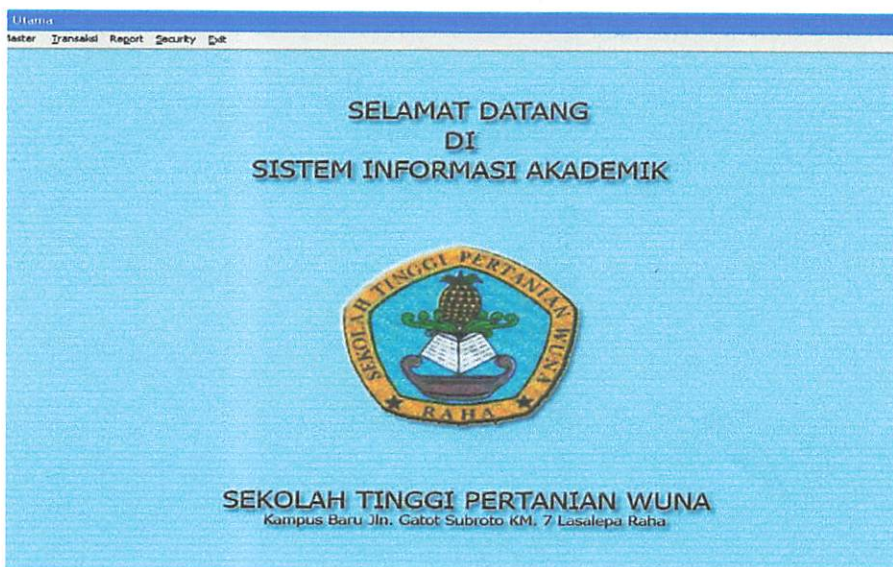 Utama
Master Transaksi Report Security Exit
SELAMAT DATANG
DI
SISTEM INFORMASI AKADEMIK
SEKOLAH TINGGI PERTANIAN WUNA
RAHA
SEKOLAH TINGGI PERTANIAN WUNA
Kampus Baru Jln. Gatot Subroto KM. 7 Lasalepa Raha